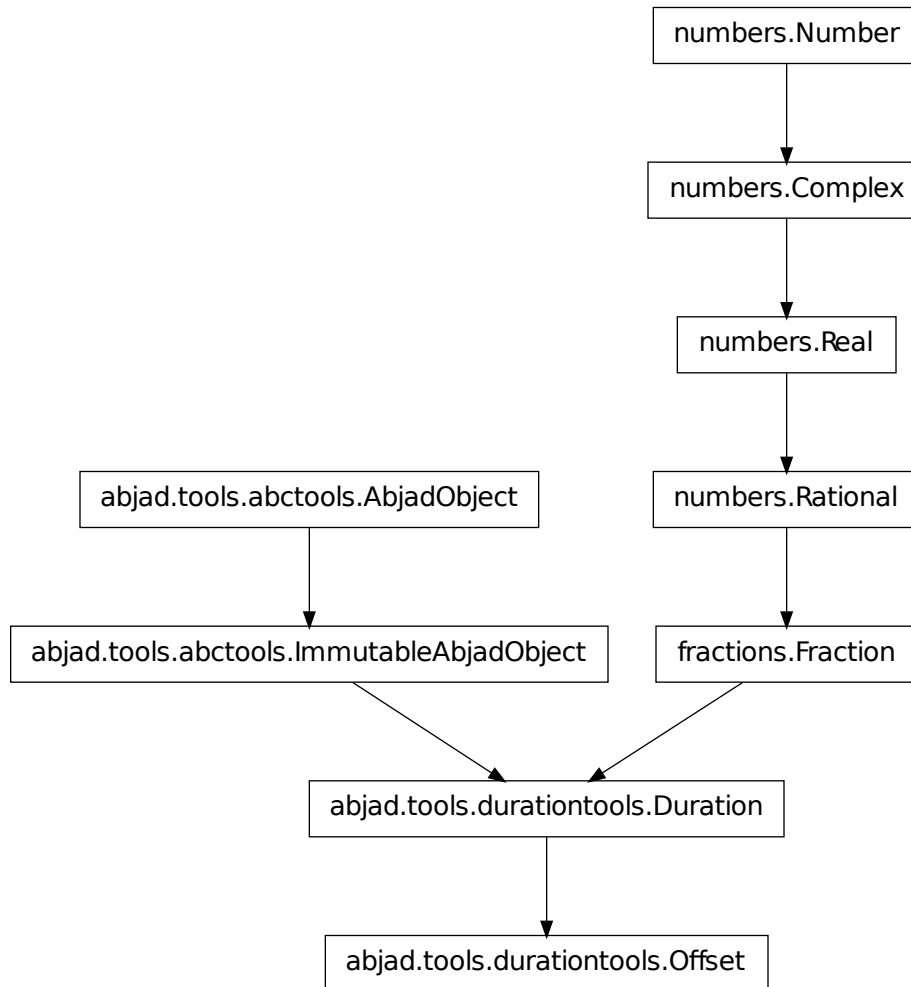 numbers.Number
numbers.Complex
numbers.Real
abjad.tools.abctools.AbjadObject
numbers.Rational
abjad.tools.abctools.ImmutableAbjadObject
fractions.Fraction
abjad.tools.durationtools.Duration
abjad.tools.durationtools.Offset